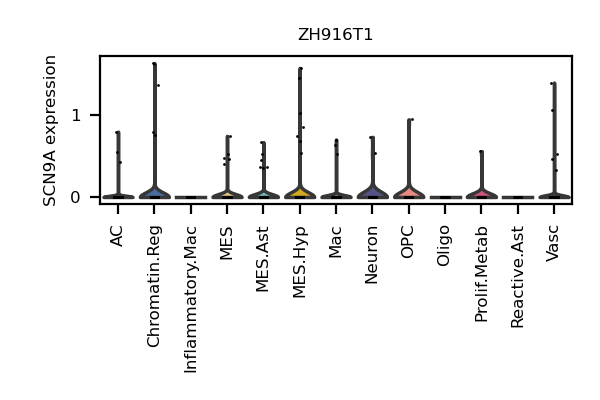 ZH916T1
SCN9A expression
1
0
AC
Chromatin.Reg
Inflammatory.Mac
MES
MES.Ast
MES.Hyp
Mac
Neuron
OPC
Oligo
Prolif.Metab
Reactive.Ast
Vasc